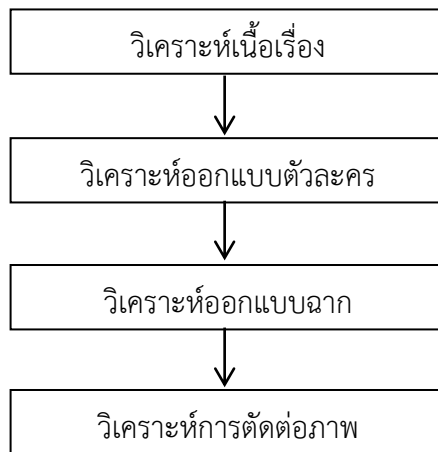 วิเคราะห์เนื้อเรื่อง
วิเคราะห์ออกแบบตัวละคร
วิเคราะห์ออกแบบฉาก
วิเคราะห์การตัดต่อภาพ